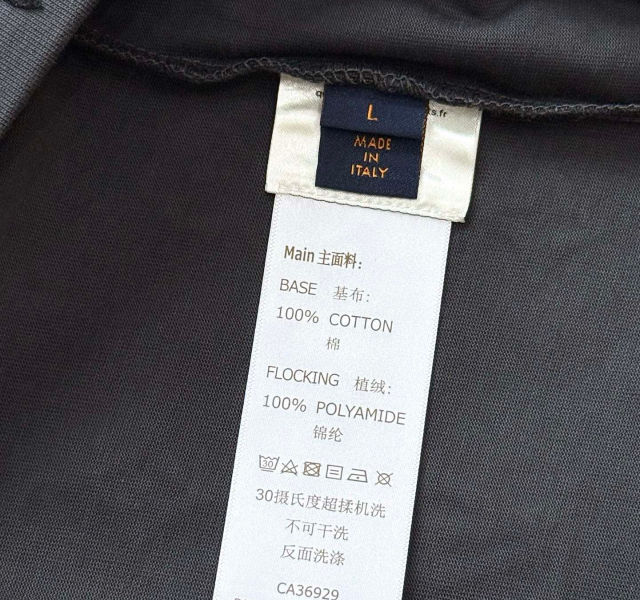 L
MADE
IN
ITALY
Main 主面料:
BASE 基布:
100% COTTON
棉
FLOCKING 植绒:
100% POLYAMIDE
锦纶
30
30摄氏度超揉机洗
不可干洗
反面洗涤
CA36929